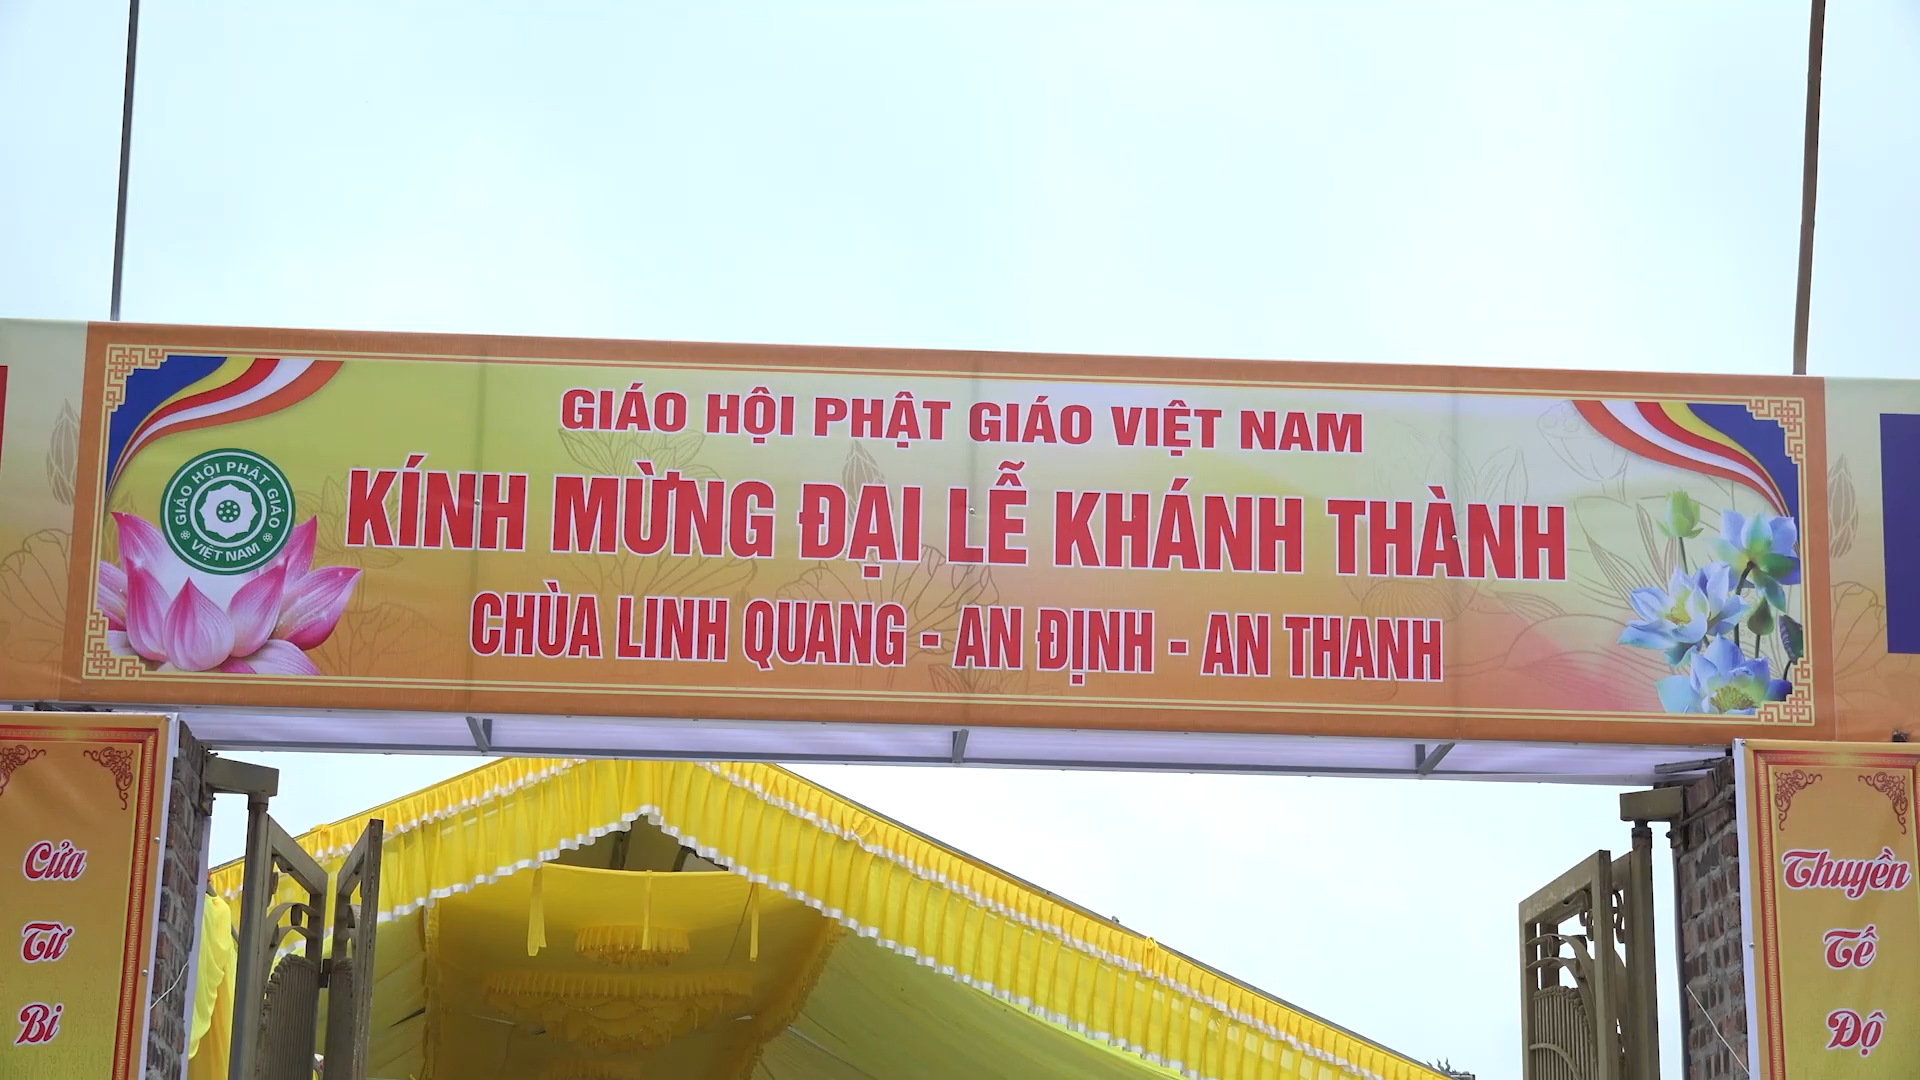 GIÁO HỘI PHẬT GIÁO VIỆT NAM
KÍNH MỪNG ĐẠI LỄ KHÁNH THÀNH
CHÙA LINH QUANG - AN ĐỊNH - AN THANH
GIÁO HỘI PHẬT GIÁO
VIỆT NAM
Cửa
Từ
Bi
Thuyền
Tế
Độ